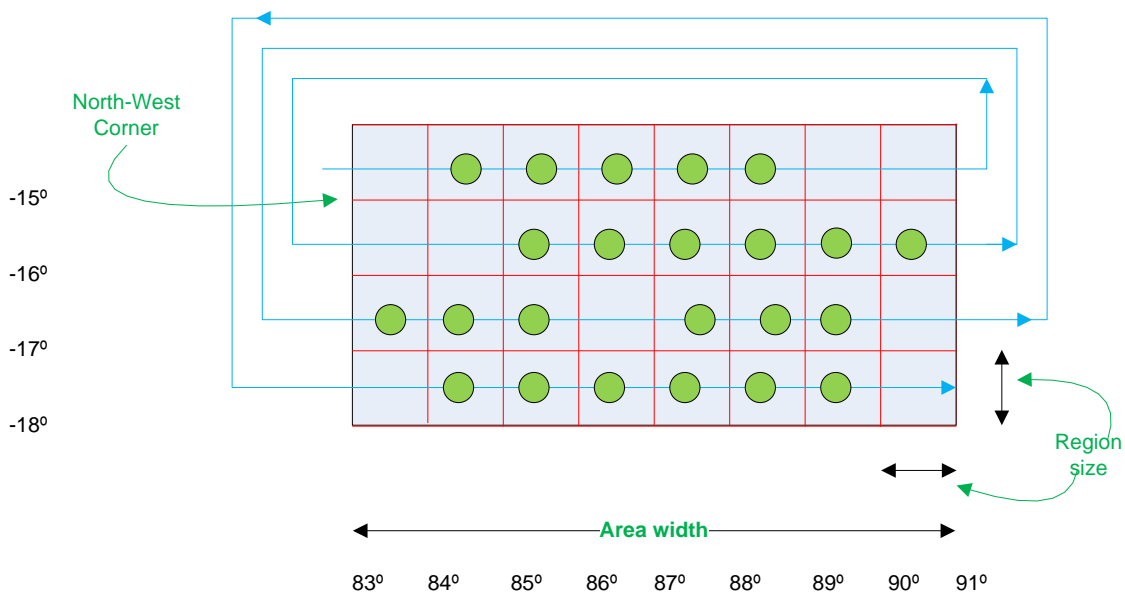 North-West
Corner
-15º
-16º
-17º
-18º
Region
size
Area width
83º 84º 85º 86º 87º 88º 89º 90º 91º